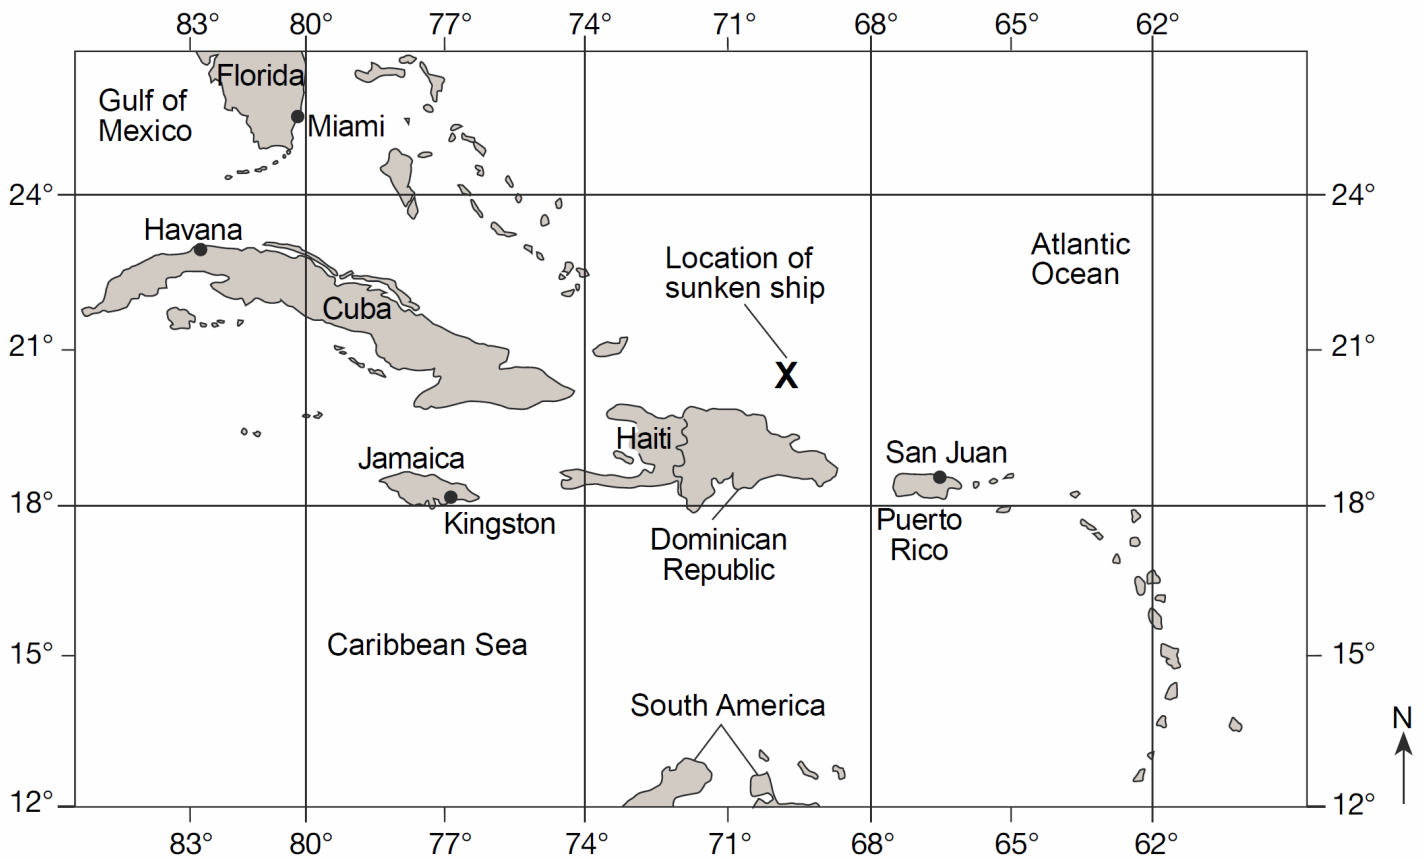 83° 80° 77° 74° 71° 68° 65° 62°
Florida
Gulf of
Mexico
Miami
24° 24°
Havana
Atlantic
Ocean
Location of
sunken ship
Cuba
21° 21°
X
Haiti
San Juan
Jamaica
18° 18°
Kingston
Puerto
Rico
Dominican
Republic
Caribbean Sea
15° 15°
South America
N
12° 12°
83° 80° 77° 74° 71° 68° 65° 62°